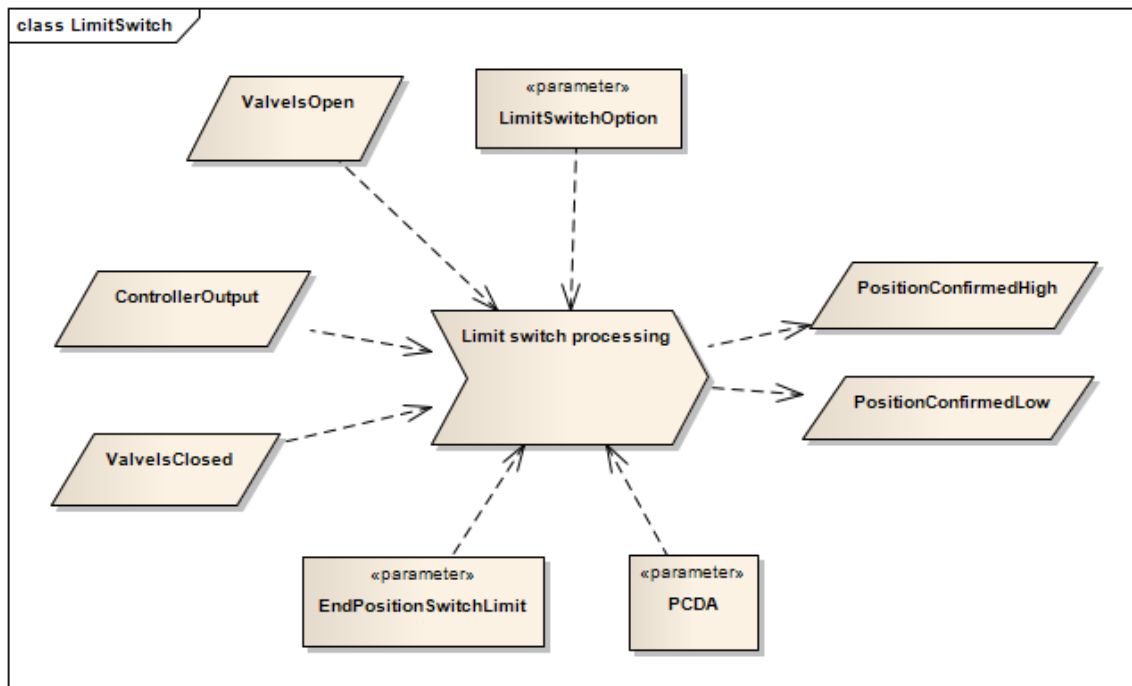 class LimitSwitch
ValveIsOpen
«parameter»
LimitSwitchOption
ControllerOutput
PositionConfirmedHigh
Limit switch processing
PositionConfirmedLow
ValveIsClosed
«parameter»
EndPositionSwitchLimit
«parameter»
PCDA